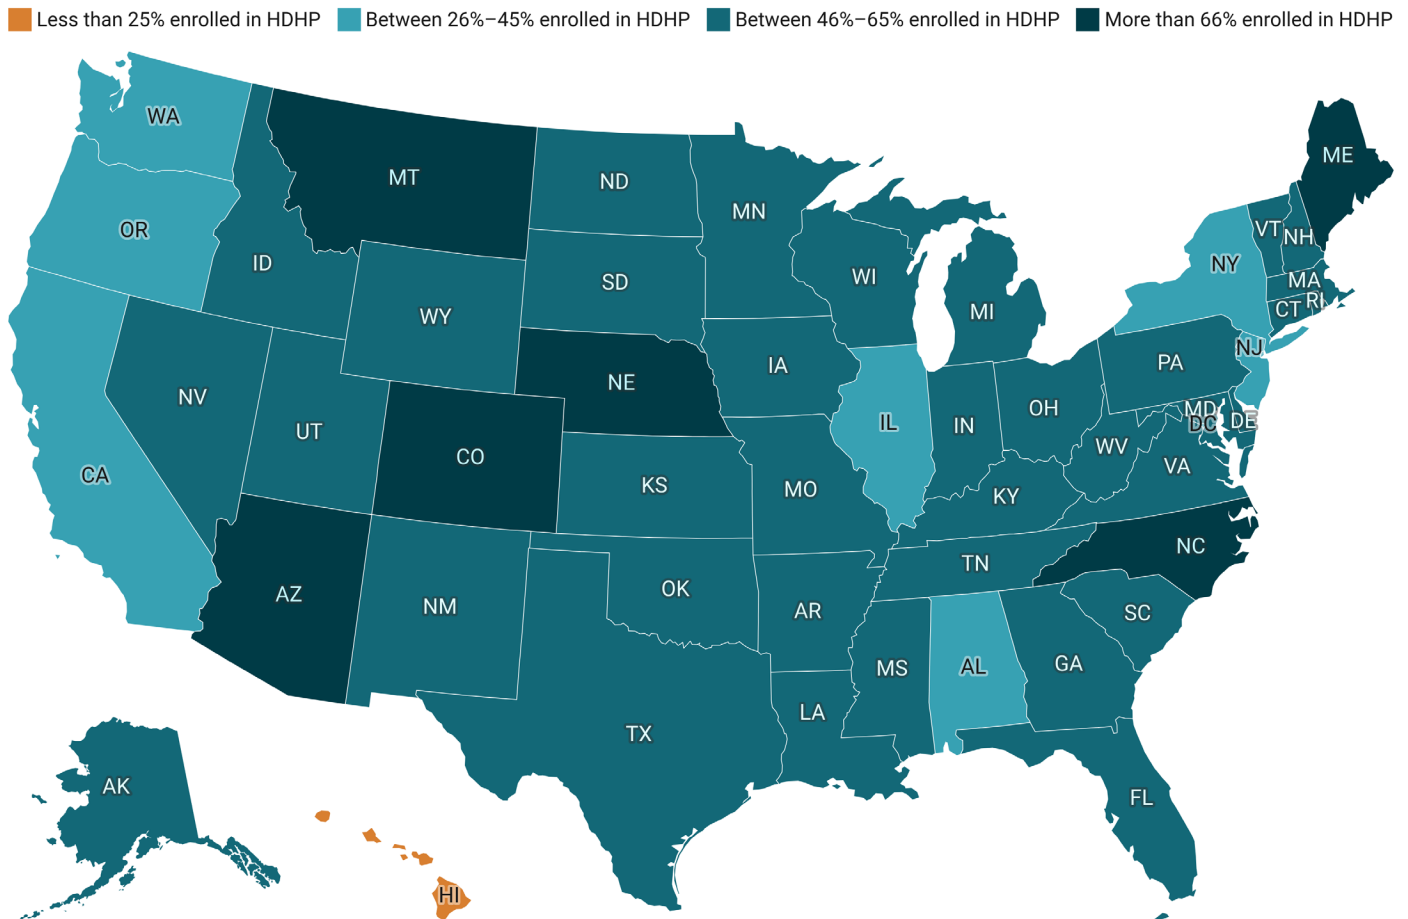 Less than 25% enrolled in HDHP Between 26%–45% enrolled in HDHP Between 46%–65% enrolled in HDHP More than 66% enrolled in HDHP
WA
ME
MT
ND
MN
OR
VT
NH
ID
NY
WI
SD
MA
RI
CT
MI
WY
NJ
PA
IA
NE
NV
OH
MD
DC
DE
IL
IN
UT
WV
CO
VA
CA
KS
MO
KY
NC
TN
OK
AZ
NM
AR
SC
GA
MS
AL
LA
TX
AK
FL
HI